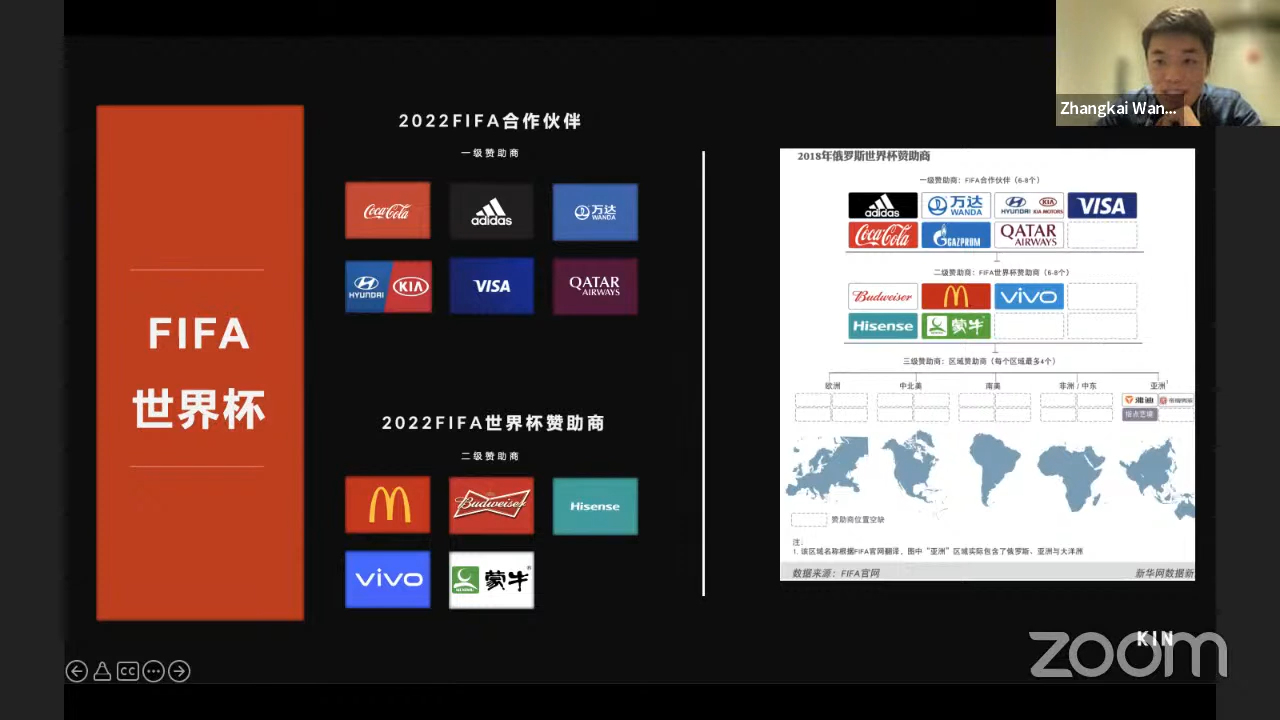 FIFA
世界杯
2022FIFA合作伙伴
一级赞助商
Coca-Cola
adidas
万达
WANDA
HYUNDAI
KIA
VISA
QATAR
AIRWAYS
2022FIFA世界杯赞助商
二级赞助商
Budweiser
Hisense
vivo
蒙牛
2018年俄罗斯世界杯赞助商
一级赞助商：FIFA合作伙伴（6-8个）
adidas
万达
WANDA
HYUNDAI
KIA
KIA MOTORS
VISA
Coca-Cola
GAZPROM
QATAR
AIRWAYS
二级赞助商：FIFA世界杯赞助商（6-8个）
Budweiser
vivo
Hisense
蒙牛
三级赞助商：区域赞助商（每个区域最多4个）
欧洲
中北美
南美
非洲 / 中东
亚洲1
雅迪
赞助商位置空缺
注：
1. 该区域名称根据FIFA官网翻译，图中“亚洲”区域实际包含了俄罗斯、亚洲与大洋洲
数据来源：FIFA官网
新华网数据新
Zhangkai Wan...
CC
KIN
zoom